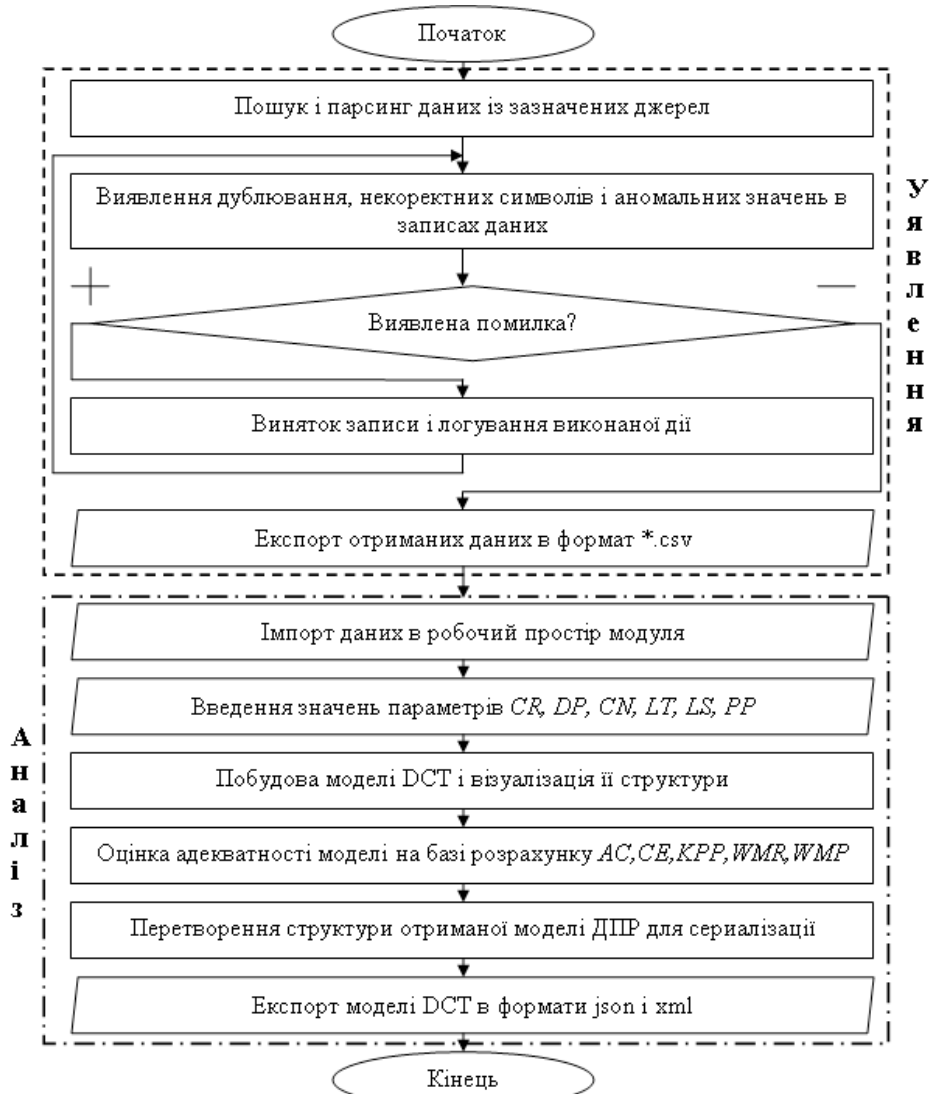 Початок
Пошук і парсинг даних із зазначених джерел
Виявлення дублювання, некоректних символів і аномальних значень в
записах даних
Виявлена помилка?
Виняток записи і логування виконаної дії
Експорт отриманих даних в формат *.csv
Уявлення
Імпорт даних в робочий простір модуля
Введення значень параметрів CR, DP, CN, LT, LS, PP
Побудова моделі DCT і візуалізація її структури
Оцінка адекватності моделі на базі розрахунку AC,CE,KPP,WMR,WMP
Перетворення структури отриманої моделі ДПР для сериалізації
Експорт моделі DCT в формати json і xml
Аналіз
Кінець